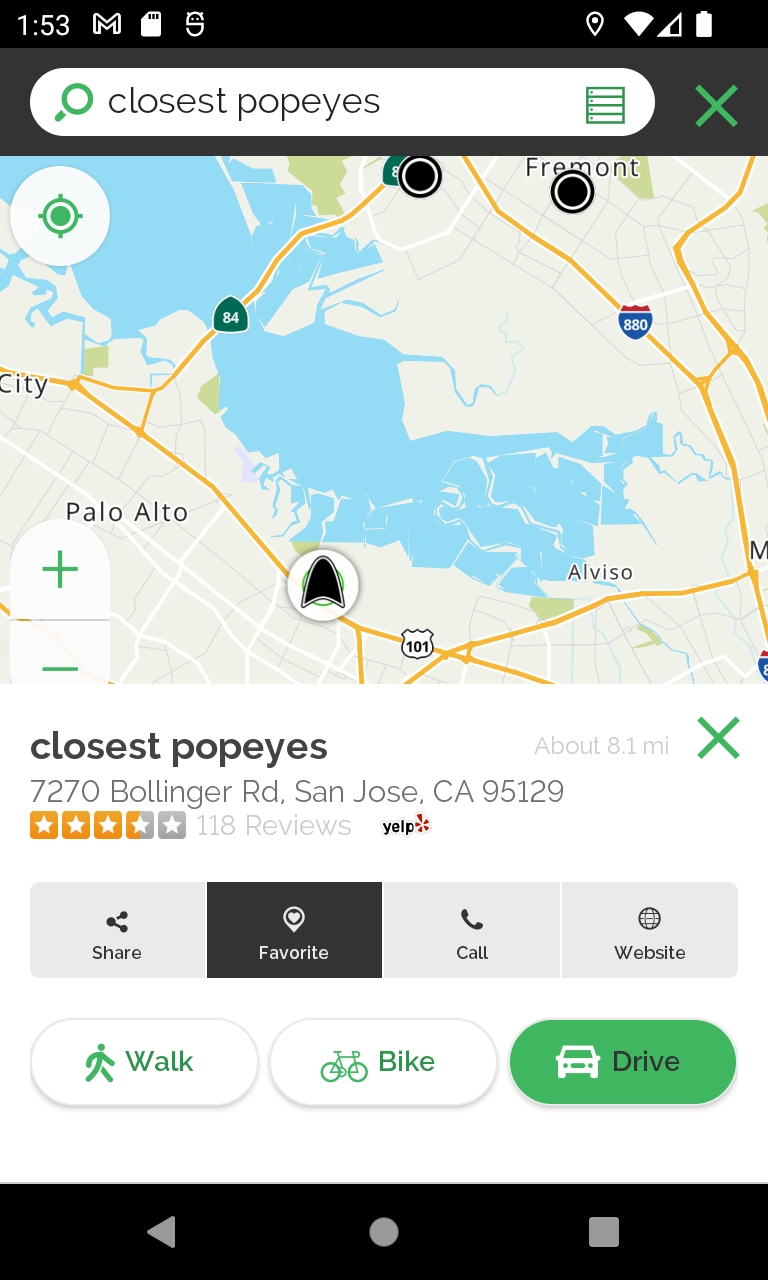 1:53
closest popeyes
Fremont
84
880
City
Palo Alto
Alviso
101
closest popeyes
About 8.1 mi
7270 Bollinger Rd, San Jose, CA 95129
118 Reviews
yelp
Share
Favorite
Call
Website
Walk
Bike
Drive